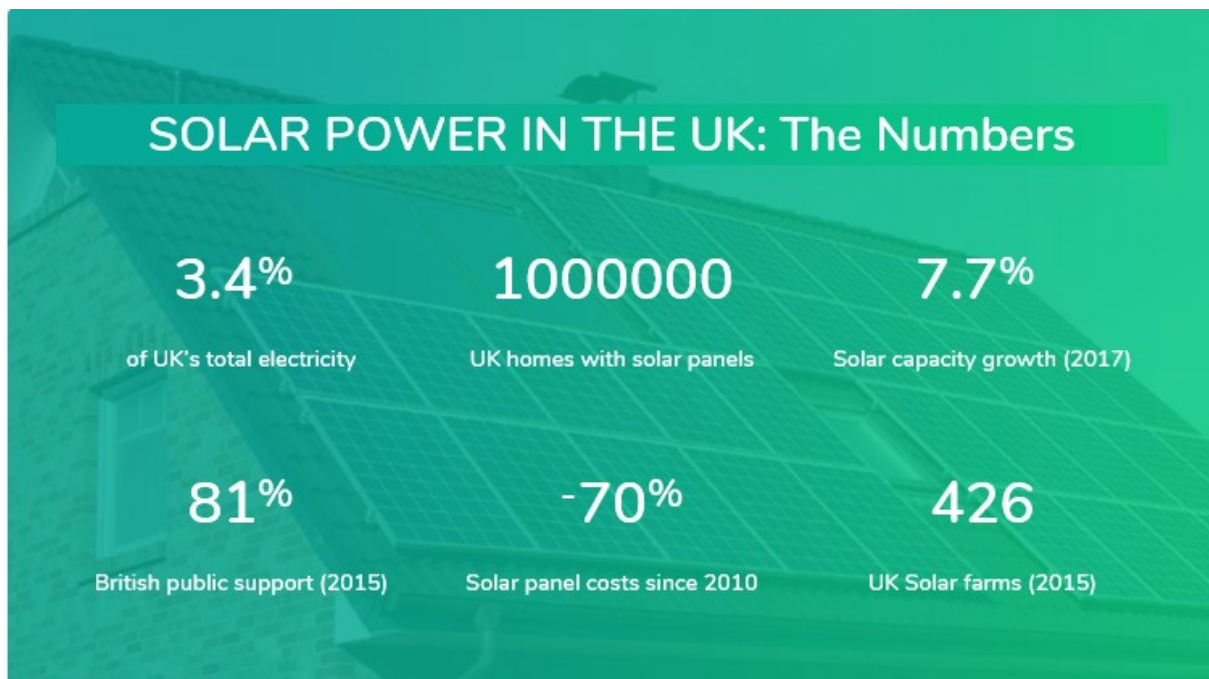 SOLAR POWER IN THE UK: The Numbers
3.4%
of UK's total electricity
1000000
UK homes with solar panels
7.7%
Solar capacity growth (2017)
81%
British public support (2015)
-70%
Solar panel costs since 2010
426
UK Solar farms (2015)